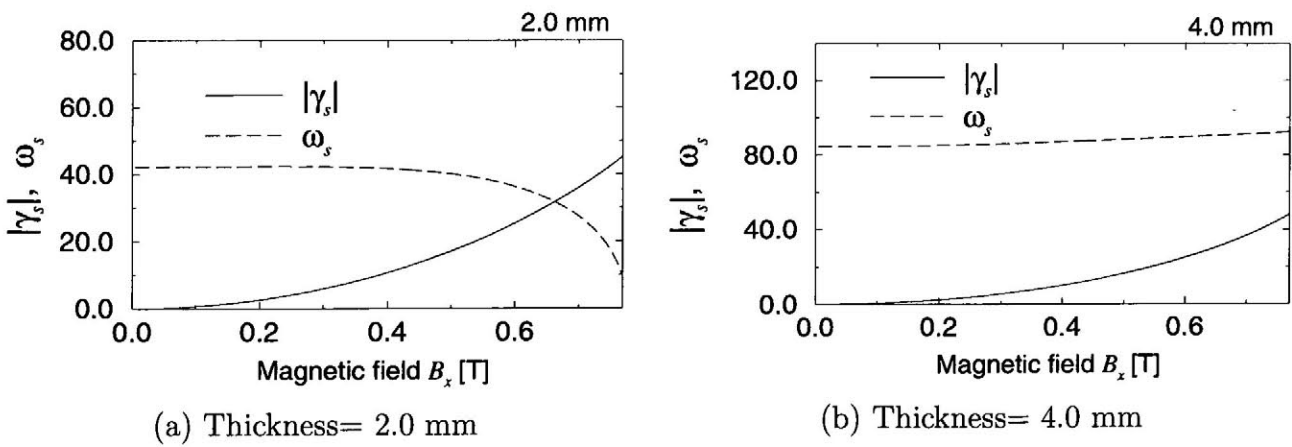 2.0 mm
80.0
60.0
40.0
20.0
0.0
|γₛ|, ωₛ
|γₛ|
ωₛ
0.0 0.2 0.4 0.6
Magnetic field Bₓ [T]
(a) Thickness= 2.0 mm
4.0 mm
120.0
80.0
40.0
0.0
|γₛ|, ωₛ
|γₛ|
ωₛ
0.0 0.2 0.4 0.6
Magnetic field Bₓ [T]
(b) Thickness= 4.0 mm